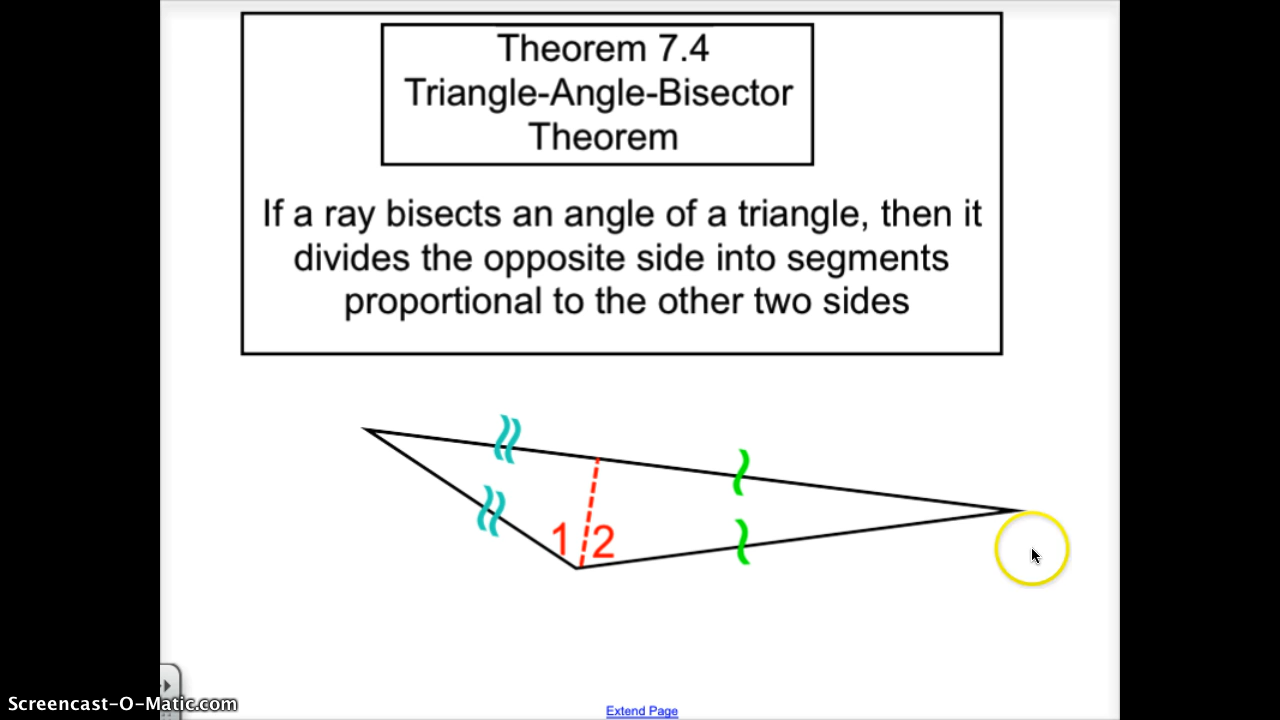 Theorem 7.4
Triangle-Angle-Bisector
Theorem
If a ray bisects an angle of a triangle, then it
divides the opposite side into segments
proportional to the other two sides
1 2
Screencast-O-Matic.com
Extend Page